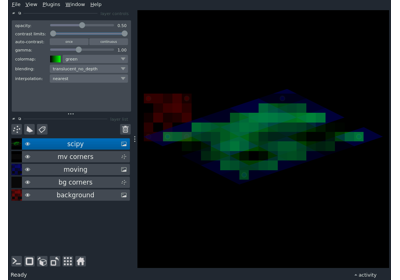 File View Plugins Window Help
opacity: 0.50
contrast limits:
auto-contrast: once continuous
gamma: 1.00
colormap: green
blending: translucent_no_depth
interpolation: nearest
scipy
mv corners
moving
bg corners
background
Ready activity